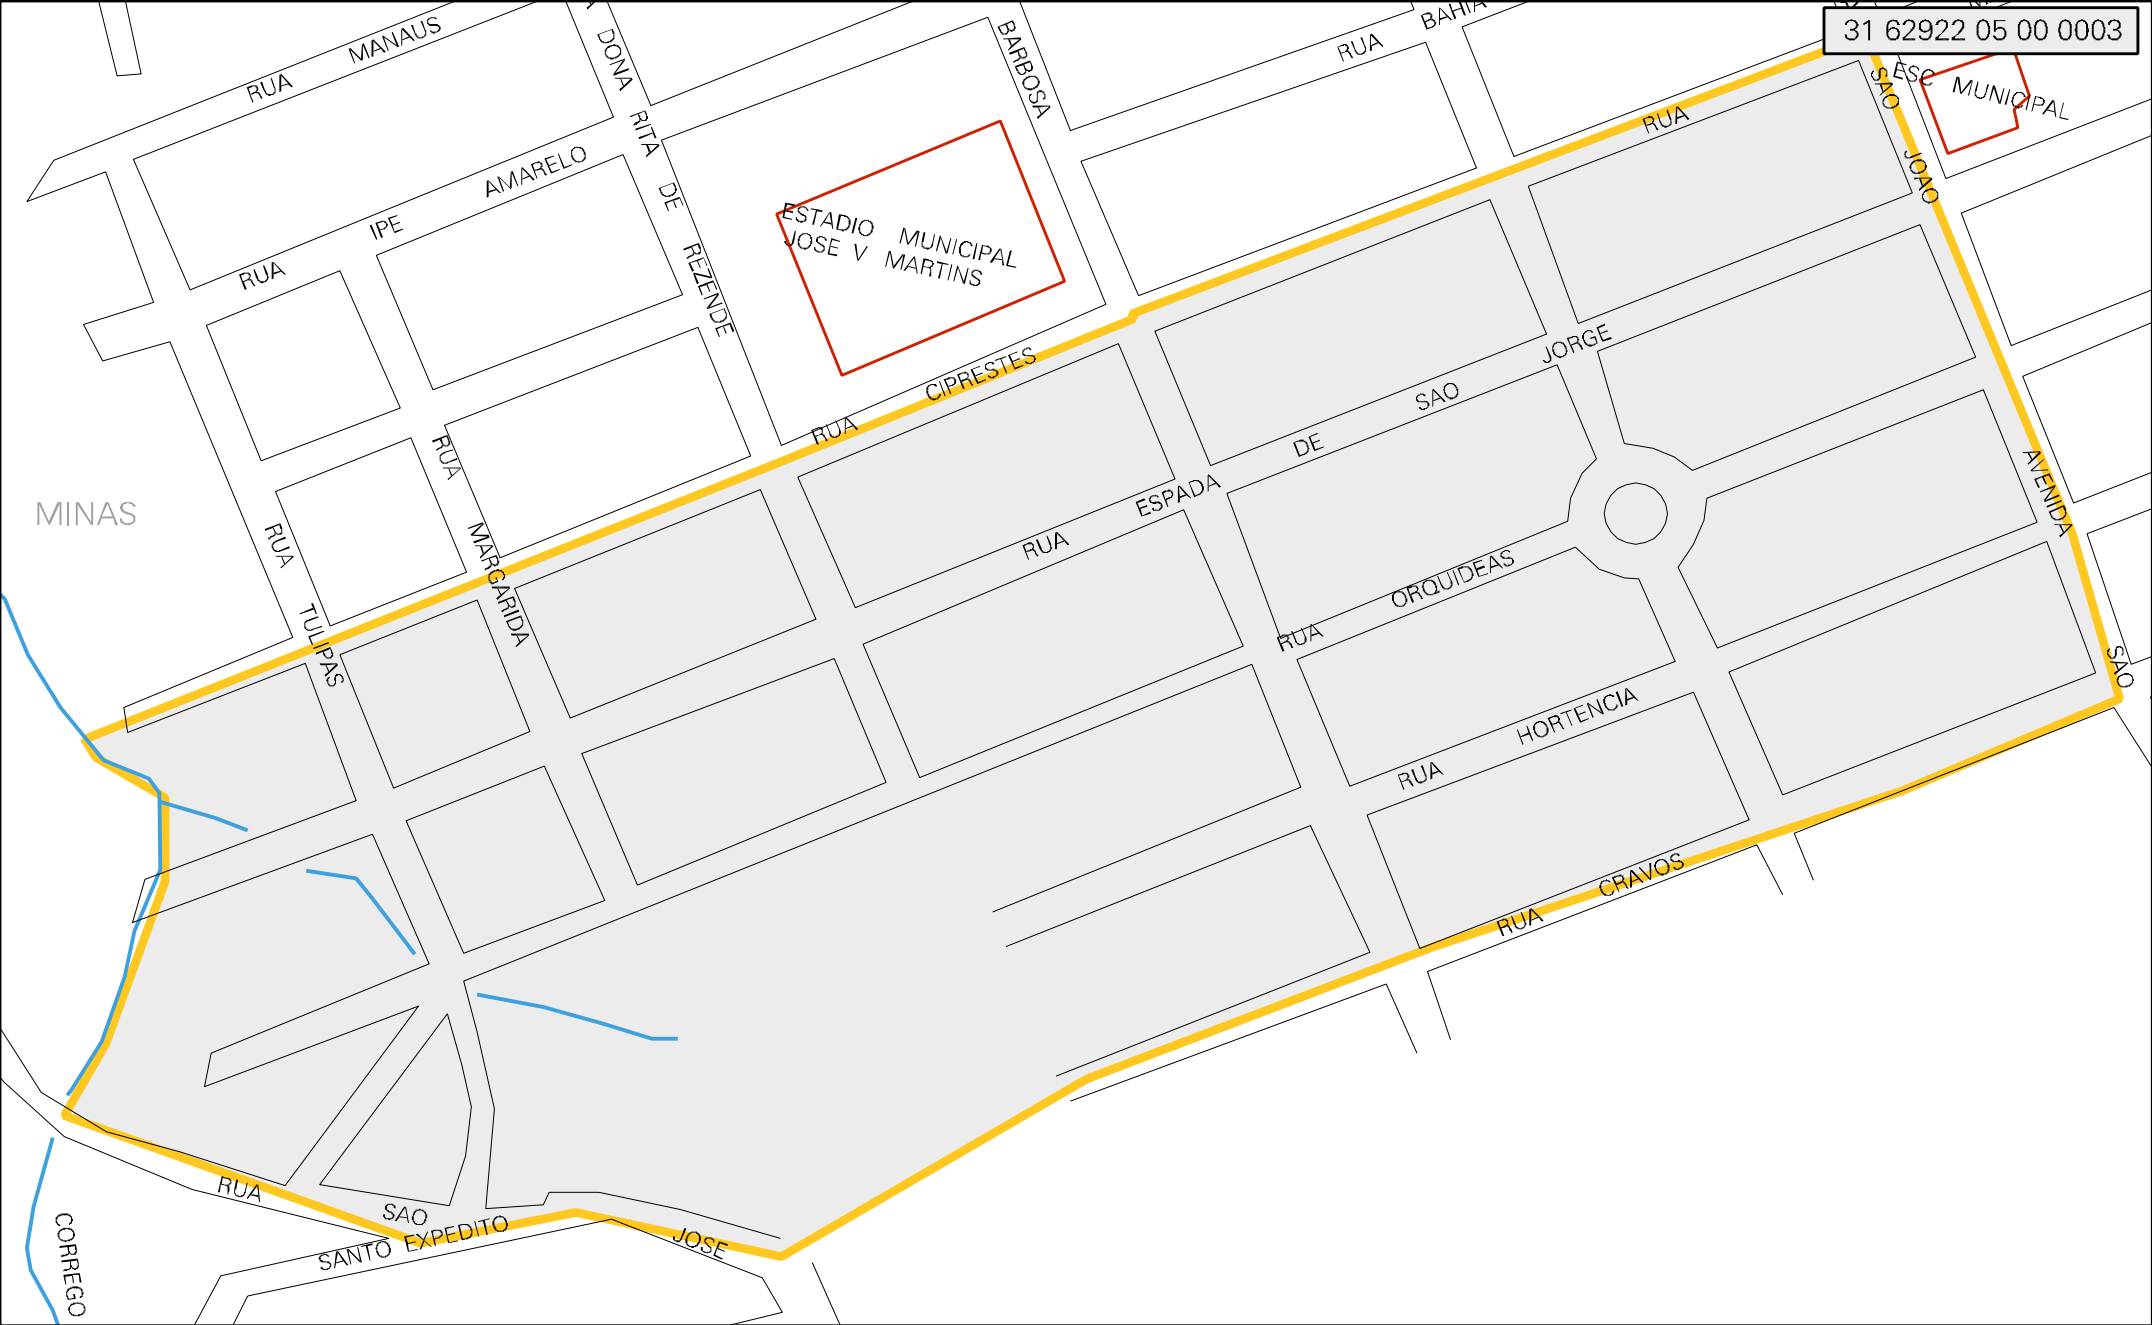 31 62922 05 00 0003
RUA MANAUS
RUA BAHIA
DONA RITA DE REZENDE
BARBOSA
RUA IPE AMARELO
ESC MUNICIPAL
ESTADIO MUNICIPAL
JOSE V MARTINS
RUA CIPRESTES RUA
SAO JOAO
AVENIDA SAO
MINAS
RUA TULIPAS
RUA MARGARIDA
RUA ESPADA DE SAO JORGE
RUA ORQUIDEAS
RUA HORTENCIA
RUA CRAVOS
RUA SAO JOSE
SANTO EXPEDITO
CORREGO